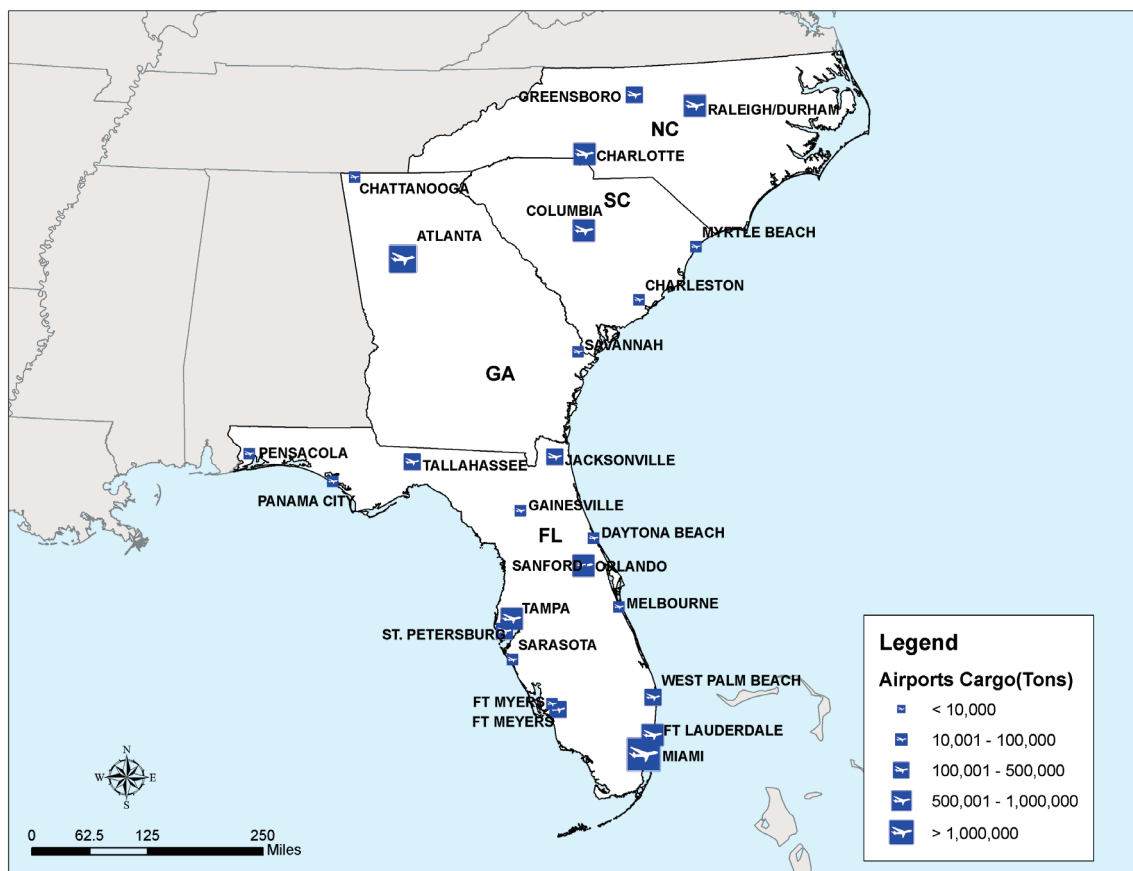 GREENSBORO
RALEIGH/DURHAM
NC
CHARLOTTE
CHATTANOOGA
SC
COLUMBIA
ATLANTA
MYRTLE BEACH
CHARLESTON
SAVANNAH
GA
PENSACOLA
TALLAHASSEE
JACKSONVILLE
PANAMA CITY
GAINESVILLE
FL
DAYTONA BEACH
SANFORD
ORLANDO
MELBOURNE
TAMPA
ST. PETERSBURG
SARASOTA
WEST PALM BEACH
FT MYERS
FT MEYERS
FT LAUDERDALE
MIAMI
Legend
Airports Cargo(Tons)
< 10,000
10,001 - 100,000
100,001 - 500,000
500,001 - 1,000,000
> 1,000,000
N
W E
S
0 62.5 125 250
Miles